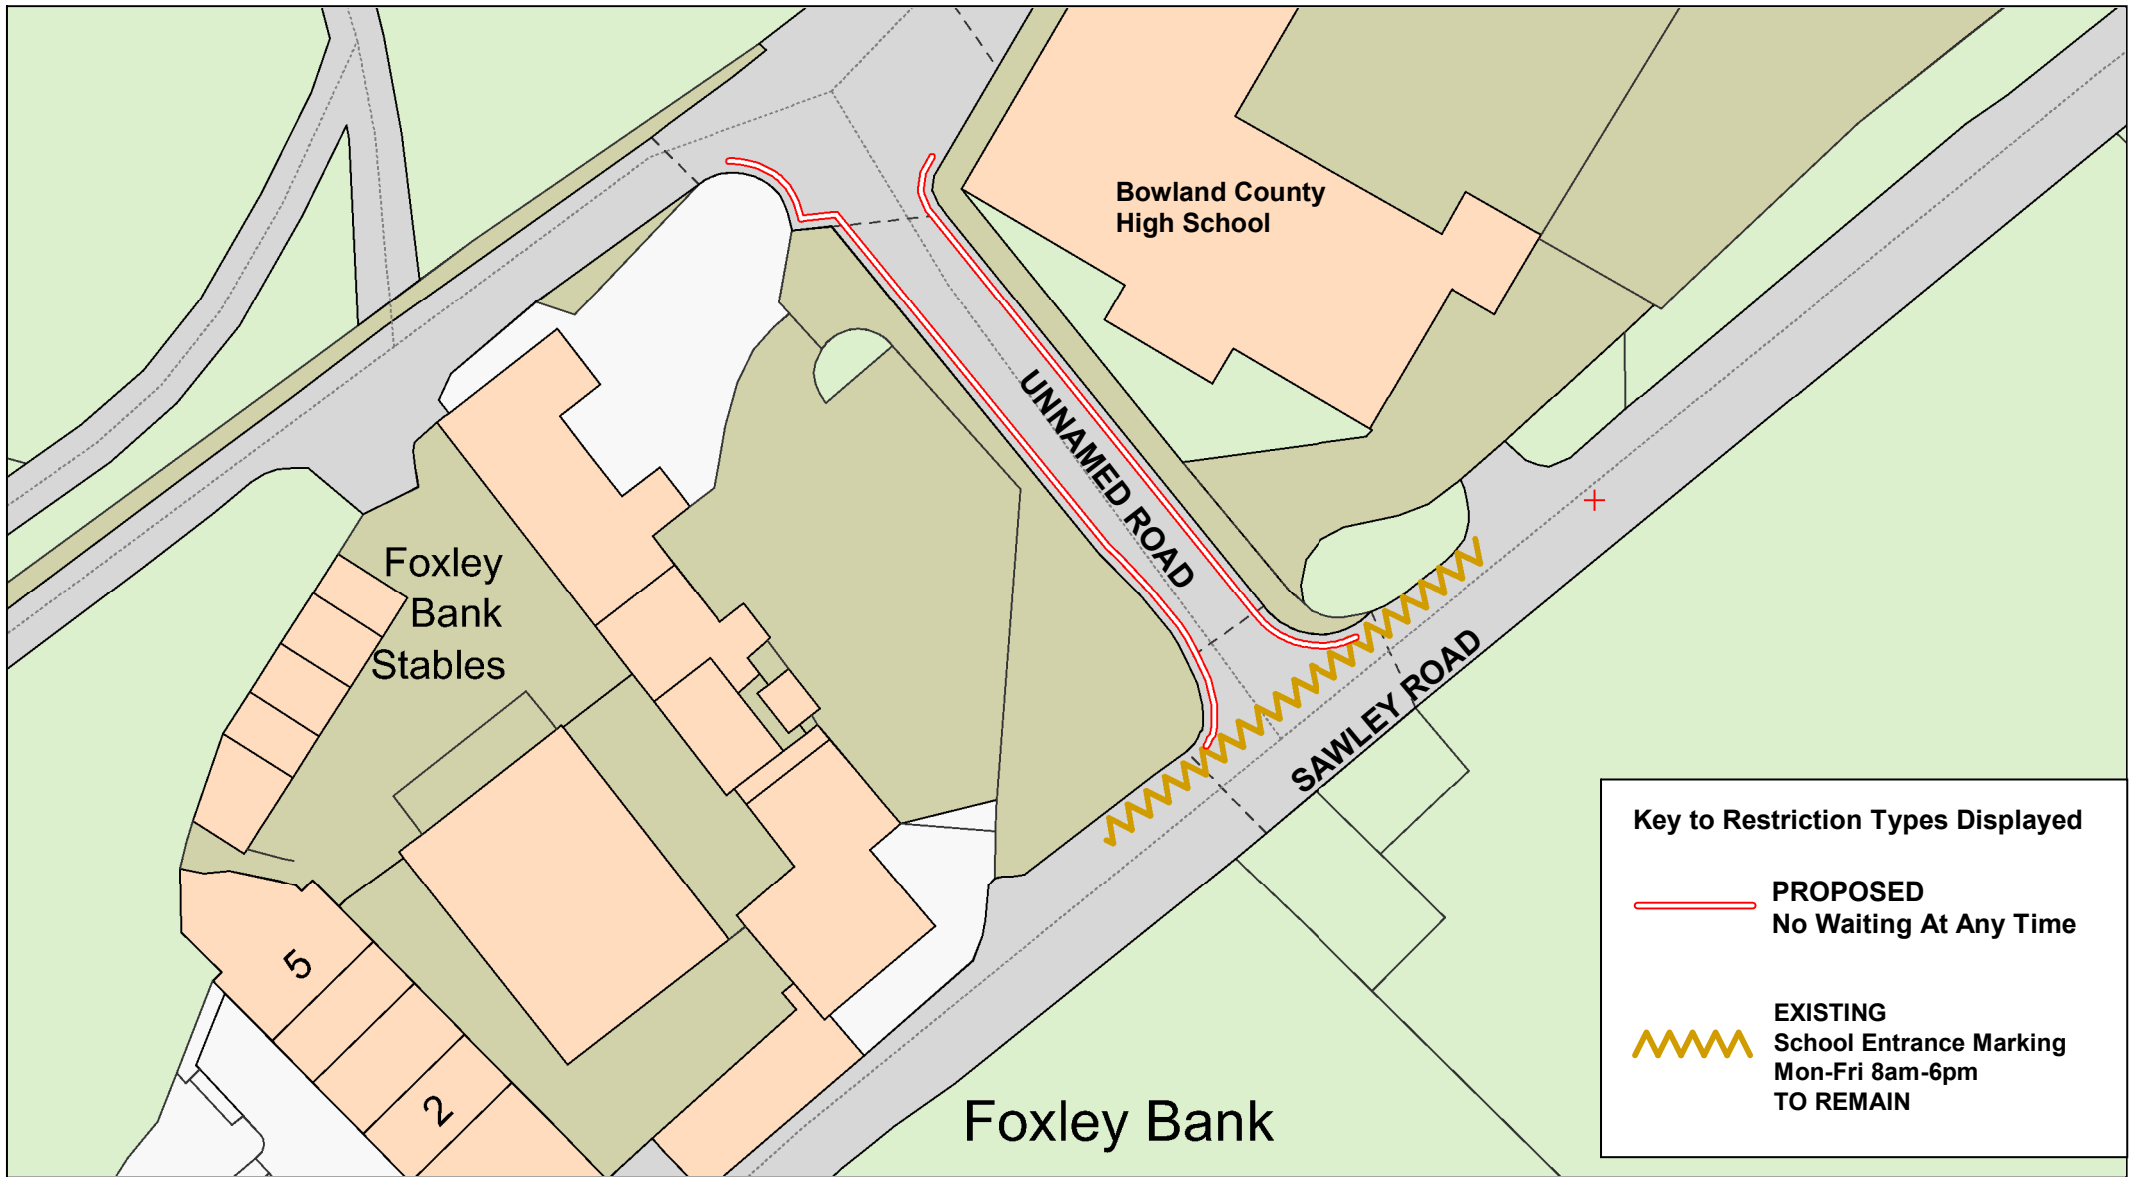 Bowland County
High School
UNNAMED ROAD
Foxley
Bank
Stables
SAWLEY ROAD
5
2
Foxley Bank
Key to Restriction Types Displayed
PROPOSED
No Waiting At Any Time
EXISTING
School Entrance Marking
Mon-Fri 8am-6pm
TO REMAIN